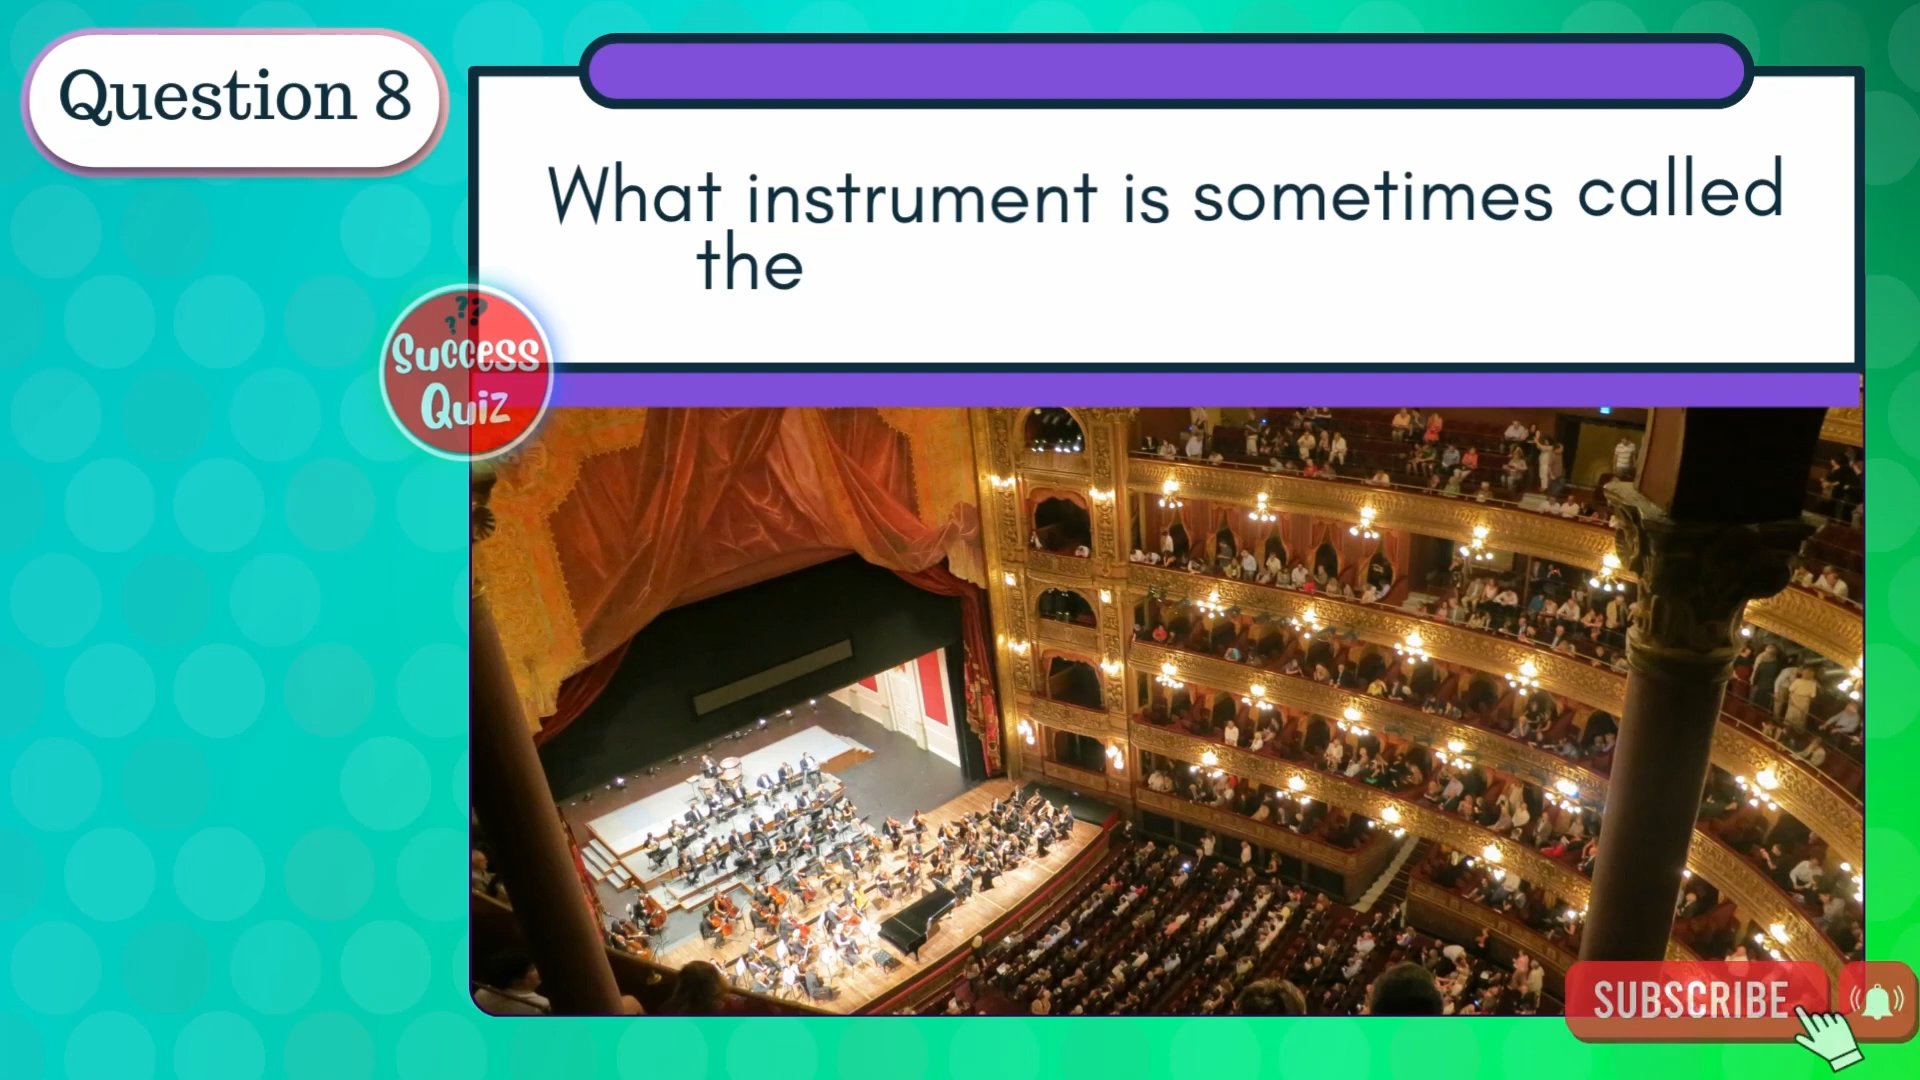 Question 8
What instrument is sometimes called
the
??
?
Success
Quiz
SUBSCRIBE